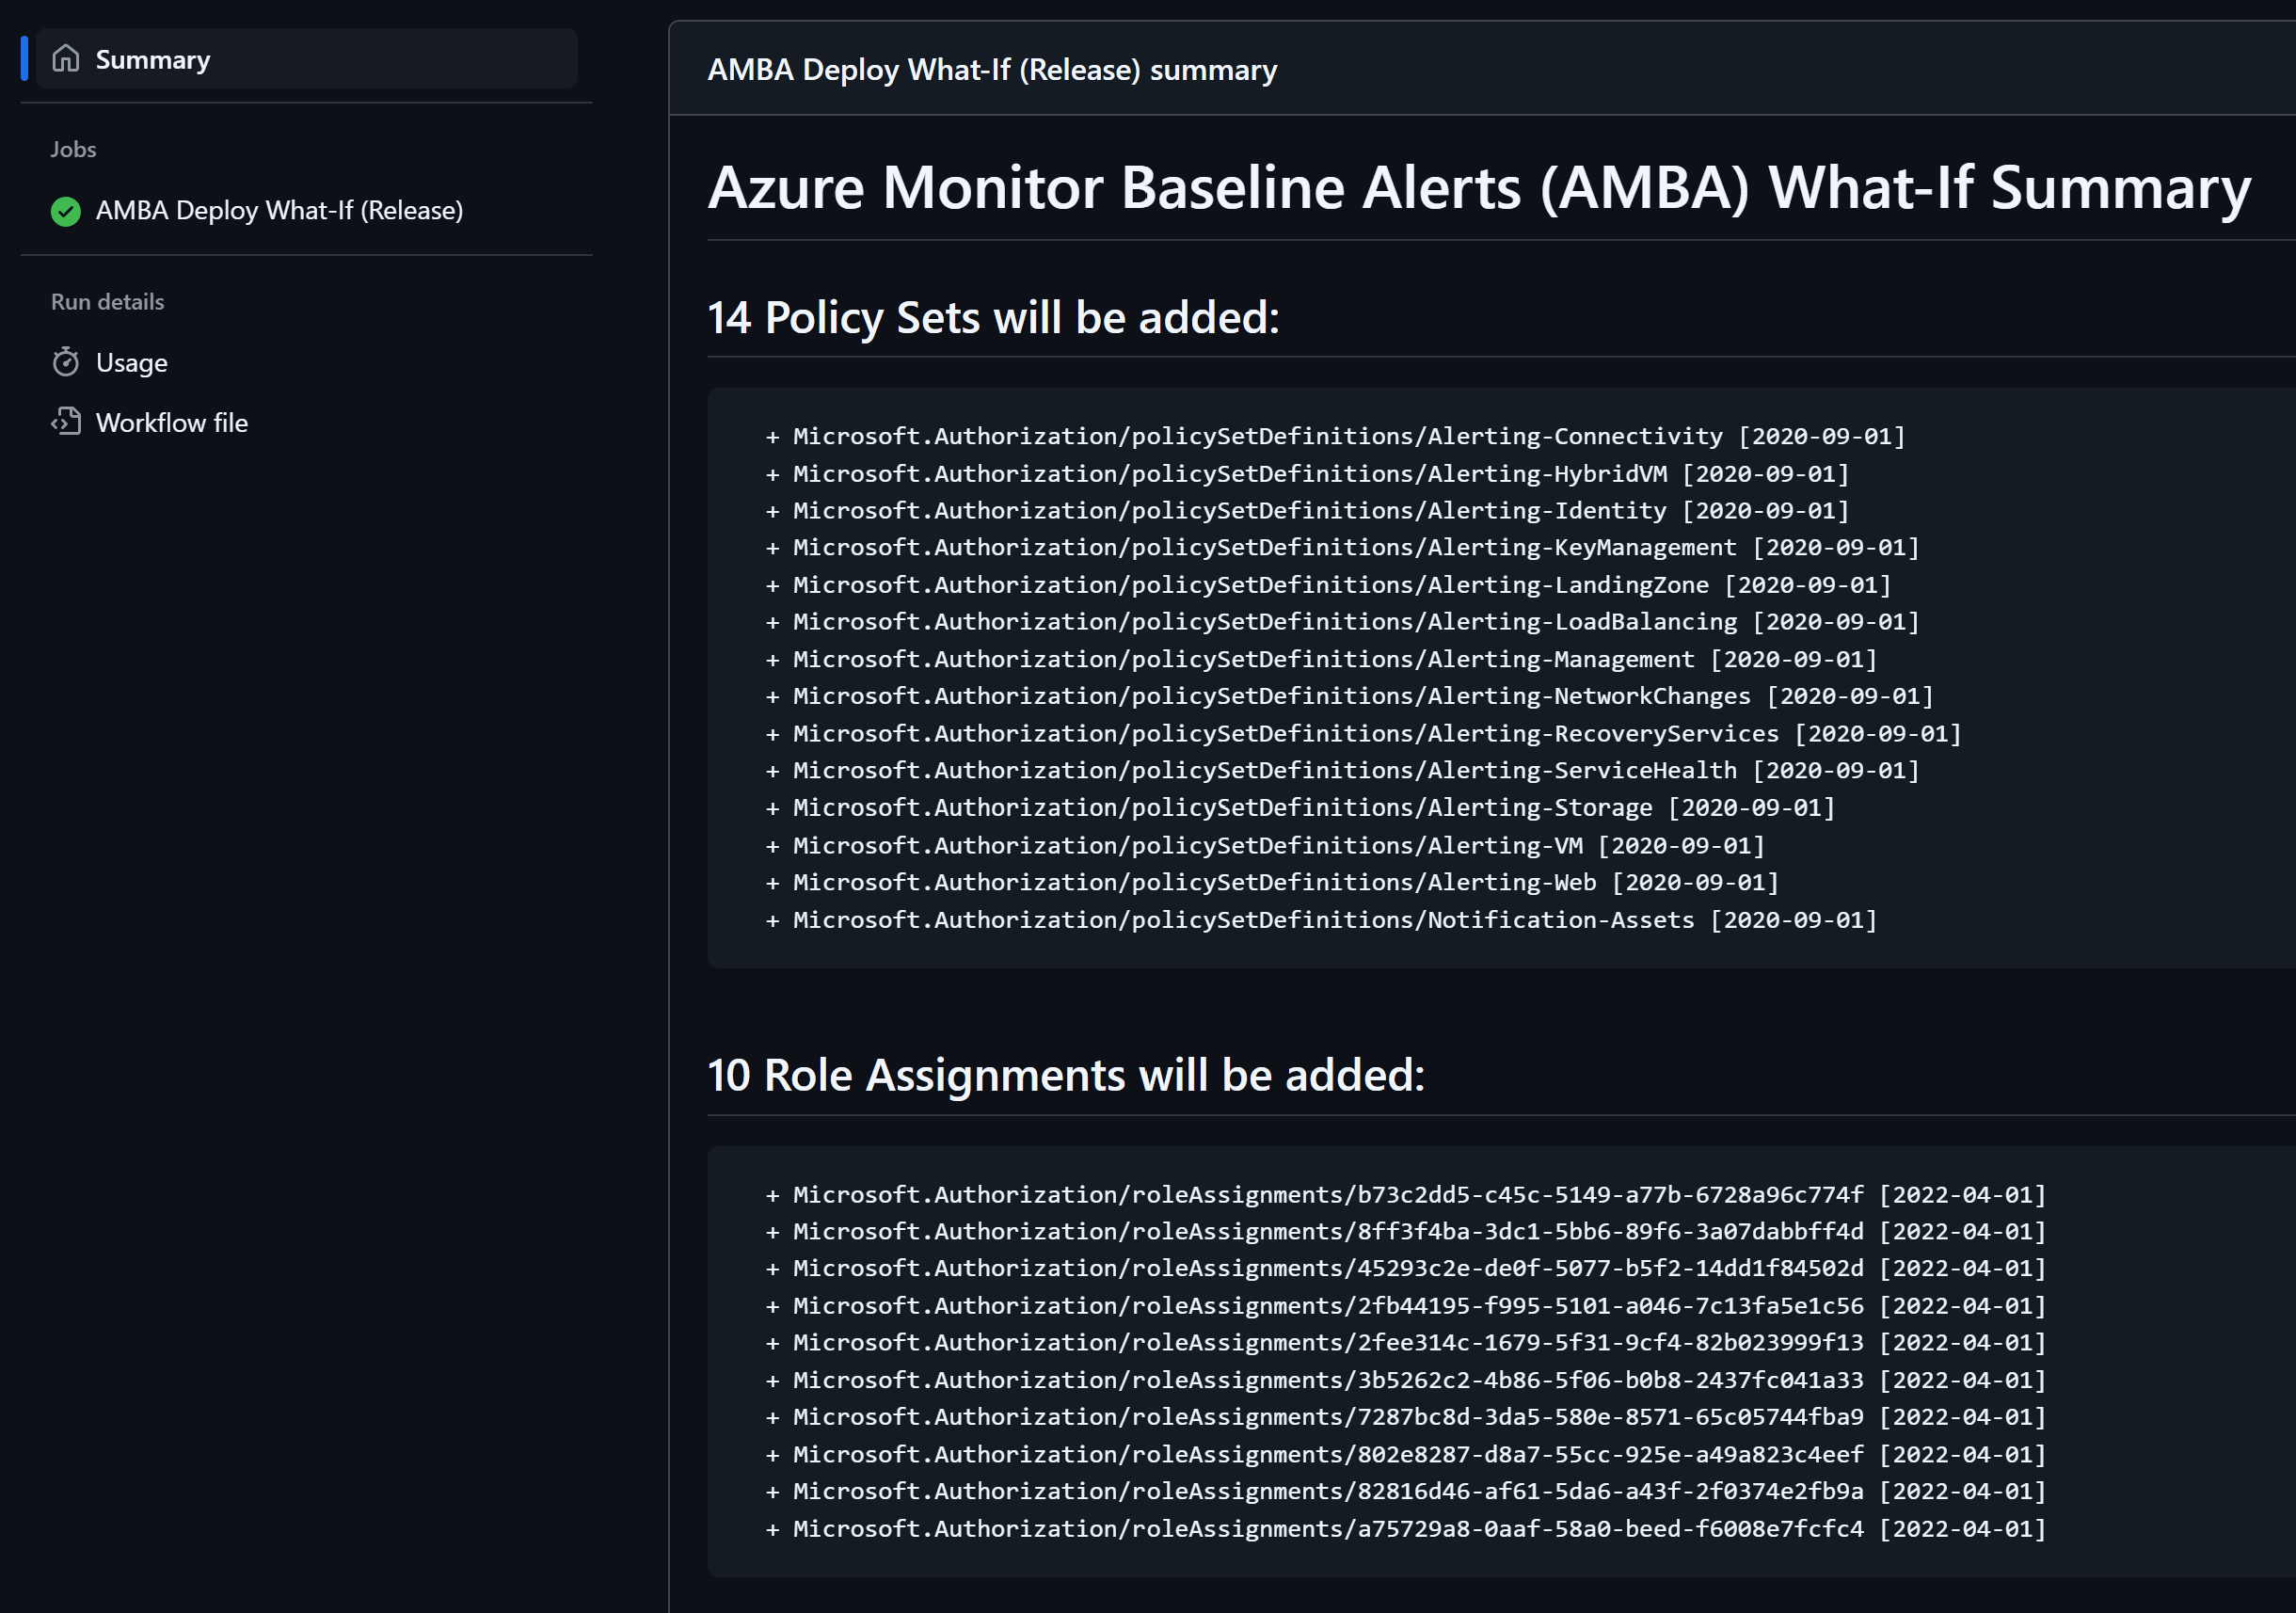 Summary
Jobs
AMBA Deploy What-If (Release)
Run details
Usage
Workflow file
AMBA Deploy What-If (Release) summary
Azure Monitor Baseline Alerts (AMBA) What-If Summary
14 Policy Sets will be added:
+ Microsoft.Authorization/policySetDefinitions/Alerting-Connectivity [2020-09-01]
+ Microsoft.Authorization/policySetDefinitions/Alerting-HybridVM [2020-09-01]
+ Microsoft.Authorization/policySetDefinitions/Alerting-Identity [2020-09-01]
+ Microsoft.Authorization/policySetDefinitions/Alerting-KeyManagement [2020-09-01]
+ Microsoft.Authorization/policySetDefinitions/Alerting-LandingZone [2020-09-01]
+ Microsoft.Authorization/policySetDefinitions/Alerting-LoadBalancing [2020-09-01]
+ Microsoft.Authorization/policySetDefinitions/Alerting-Management [2020-09-01]
+ Microsoft.Authorization/policySetDefinitions/Alerting-NetworkChanges [2020-09-01]
+ Microsoft.Authorization/policySetDefinitions/Alerting-RecoveryServices [2020-09-01]
+ Microsoft.Authorization/policySetDefinitions/Alerting-ServiceHealth [2020-09-01]
+ Microsoft.Authorization/policySetDefinitions/Alerting-Storage [2020-09-01]
+ Microsoft.Authorization/policySetDefinitions/Alerting-VM [2020-09-01]
+ Microsoft.Authorization/policySetDefinitions/Alerting-Web [2020-09-01]
+ Microsoft.Authorization/policySetDefinitions/Notification-Assets [2020-09-01]
10 Role Assignments will be added:
+ Microsoft.Authorization/roleAssignments/b73c2dd5-c45c-5149-a77b-6728a96c774f [2022-04-01]
+ Microsoft.Authorization/roleAssignments/8ff3f4ba-3dc1-5bb6-89f6-3a07dabbff4d [2022-04-01]
+ Microsoft.Authorization/roleAssignments/45293c2e-de0f-5077-b5f2-14dd1f84502d [2022-04-01]
+ Microsoft.Authorization/roleAssignments/2fb44195-f995-5101-a046-7c13fa5e1c56 [2022-04-01]
+ Microsoft.Authorization/roleAssignments/2fee314c-1679-5f31-9cf4-82b023999f13 [2022-04-01]
+ Microsoft.Authorization/roleAssignments/3b5262c2-4b86-5f06-b0b8-2437fc041a33 [2022-04-01]
+ Microsoft.Authorization/roleAssignments/7287bc8d-3da5-580e-8571-65c05744fba9 [2022-04-01]
+ Microsoft.Authorization/roleAssignments/802e8287-d8a7-55cc-925e-a49a823c4eef [2022-04-01]
+ Microsoft.Authorization/roleAssignments/82816d46-af61-5da6-a43f-2f0374e2fb9a [2022-04-01]
+ Microsoft.Authorization/roleAssignments/a75729a8-0aaf-58a0-beed-f6008e7fcfc4 [2022-04-01]